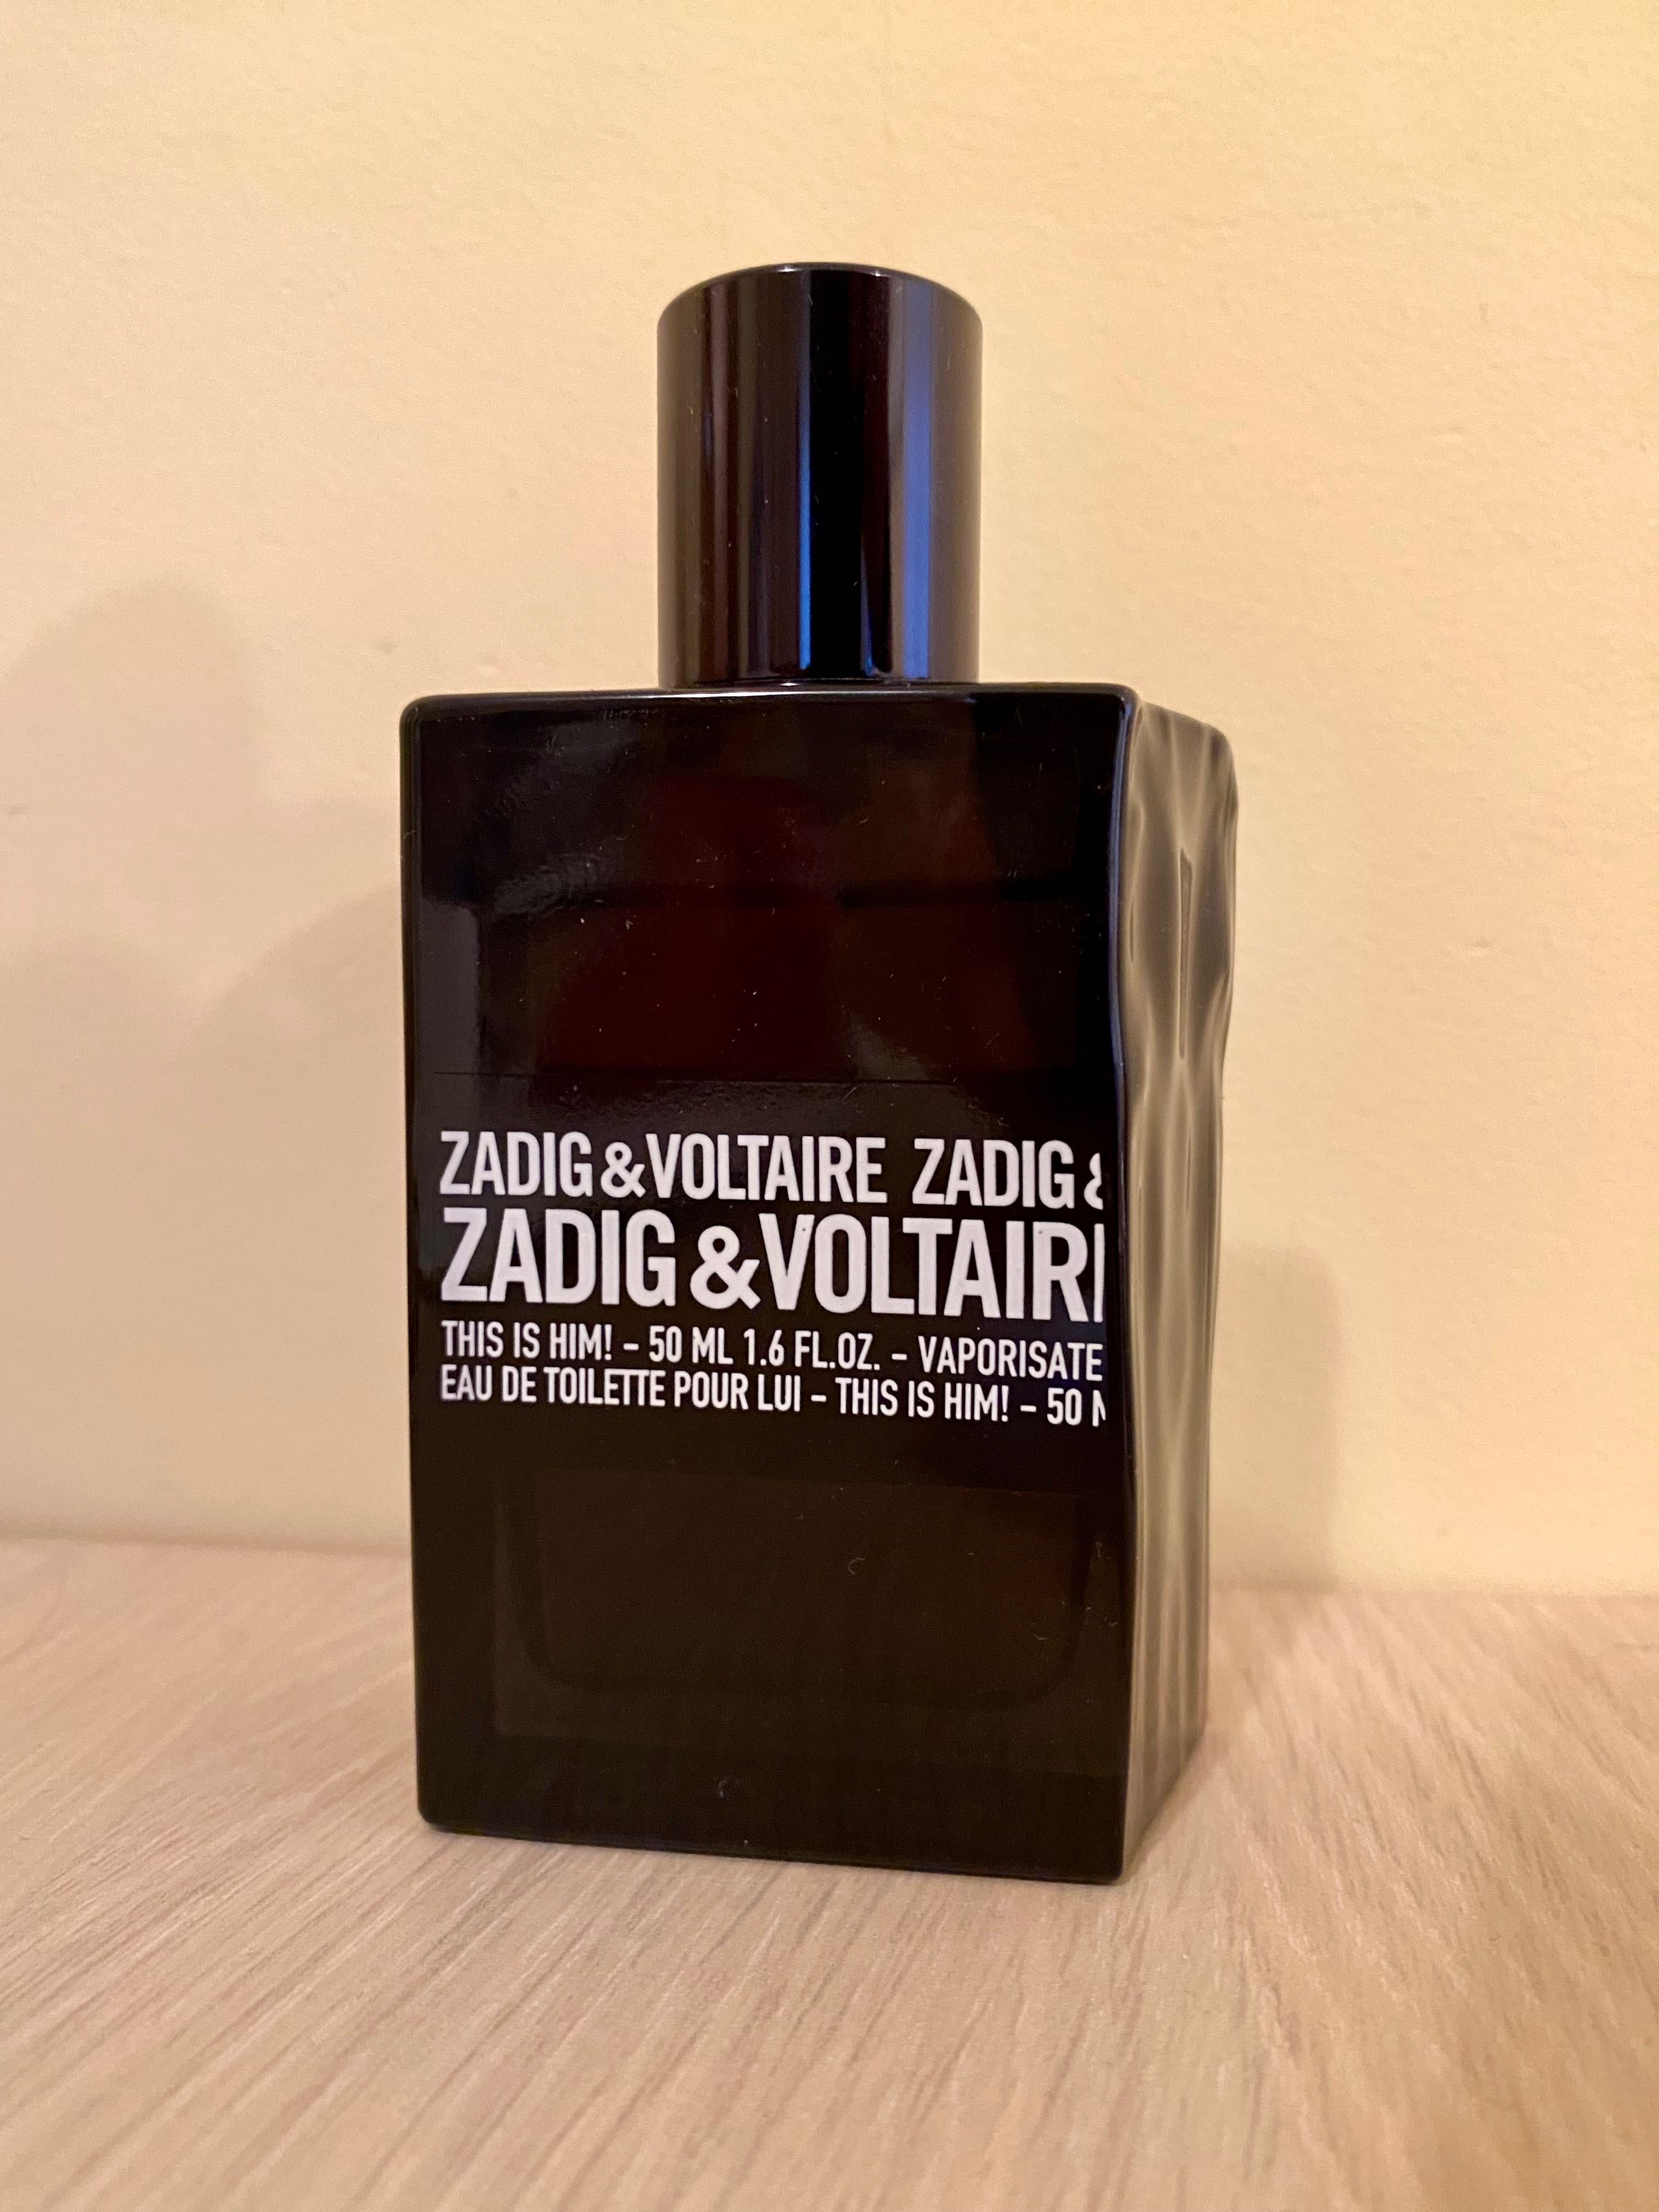 ZADIG&VOLTAIRE ZADIG &
ZADIG &VOLTAIR
THIS IS HIM! – 50 ML 1.6 FL.OZ. – VAPORISATE
EAU DE TOILETTE POUR LUI – THIS IS HIM! – 50